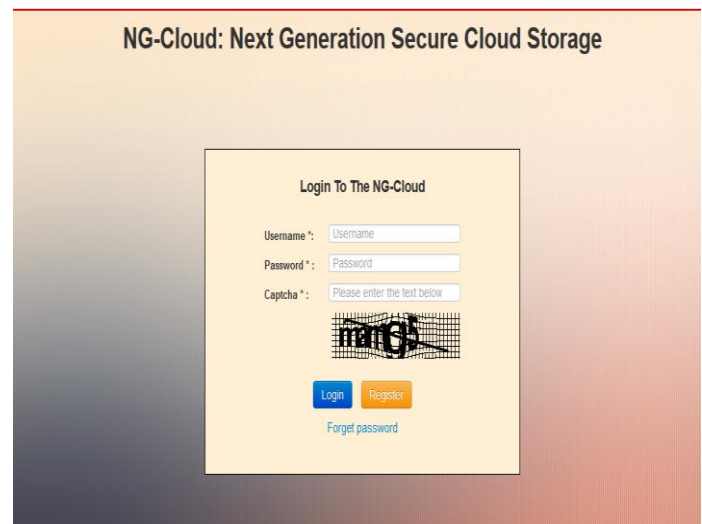 NG-Cloud: Next Generation Secure Cloud Storage
Login To The NG-Cloud
Username *: Username
Password * : Password
Captcha * : Please enter the text below
Login Register
Forget password